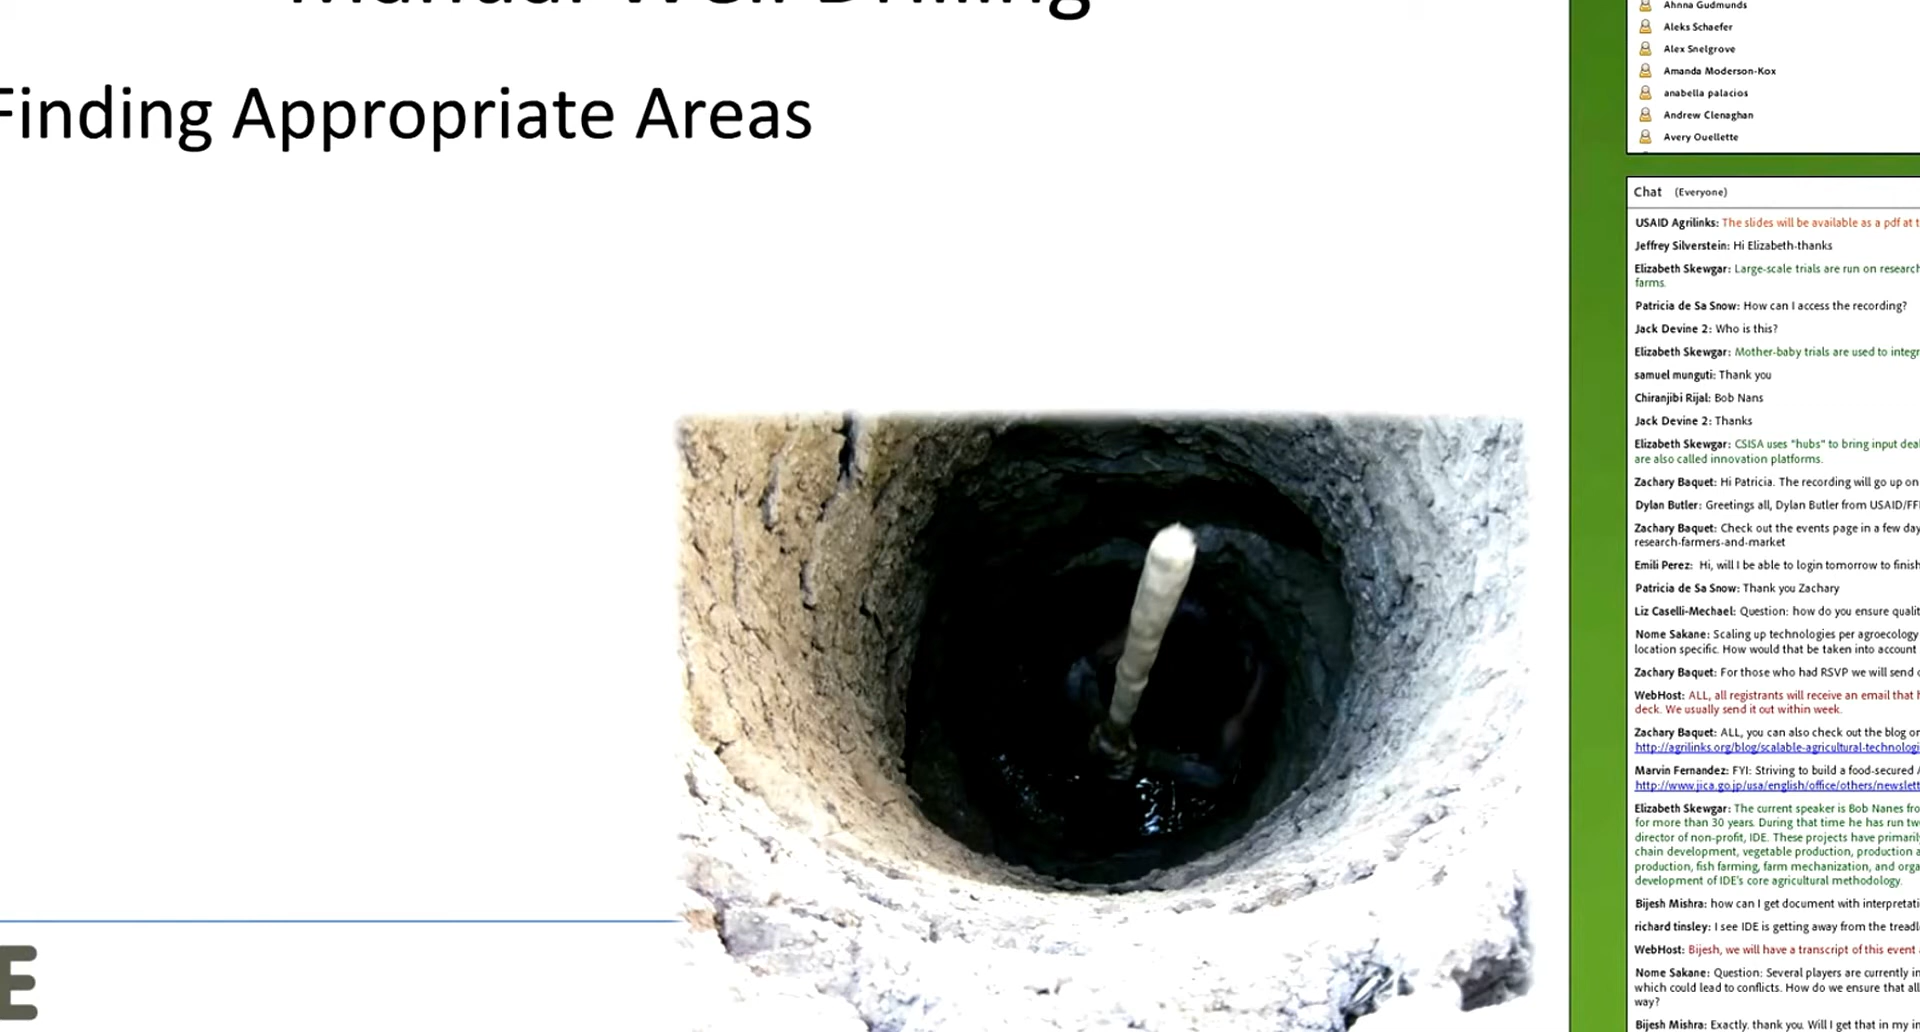 Manual Well Drilling
Finding Appropriate Areas
E
Ahnna Gudmunds
Aleks Schaefer
Alex Snelgrove
Amanda Moderson-Kox
anabella palacios
Andrew Clenaghan
Avery Ouellette
Chat (Everyone)
USAID Agrilinks: The slides will be available as a pdf at t
Jeffrey Silverstein: Hi Elizabeth-thanks
Elizabeth Skewgar: Large-scale trials are run on research
farms.
Patricia de Sa Snow: How can I access the recording?
Jack Devine 2: Who is this?
Elizabeth Skewgar: Mother-baby trials are used to integr
samuel munguti: Thank you
Chiranjibi Rijal: Bob Nans
Jack Devine 2: Thanks
Elizabeth Skewgar: CSISA uses "hubs" to bring input deal
are also called innovation platforms.
Zachary Baquet: Hi Patricia. The recording will go up on
Dylan Butler: Greetings all, Dylan Butler from USAID/FFP
Zachary Baquet: Check out the events page in a few day
research-farmers-and-market
Emili Perez: Hi, will I be able to login tomorrow to finish
Patricia de Sa Snow: Thank you Zachary
Liz Caselli-Mechael: Question: how do you ensure qualit
Nome Sakane: Scaling up technologies per agroecology
location specific. How would that be taken into account
Zachary Baquet: For those who had RSVP we will send o
WebHost: ALL, all registrants will receive an email that h
deck. We usually send it out within week.
Zachary Baquet: ALL, you can also check out the blog on
http://agrilinks.org/blog/scalable-agricultural-technologi
Marvin Fernandez: FYI: Striving to build a food-secured A
http://www.jica.go.jp/usa/english/office/others/newslett
Elizabeth Skewgar: The current speaker is Bob Nanes fro
for more than 30 years. During that time he has run tw
director of non-profit, IDE. These projects have primaril
chain development, vegetable production, production a
production, fish farming, farm mechanization, and orga
development of IDE's core agricultural methodology.
Bijesh Mishra: how can I get document with interpretati
richard tinsley: I see IDE is getting away from the treadl
WebHost: Bijesh, we will have a transcript of this event
Nome Sakane: Question: Several players are currently in
which could lead to conflicts. How do we ensure that all
way?
Bijesh Mishra: Exactly. thank you. Will I get that in my in